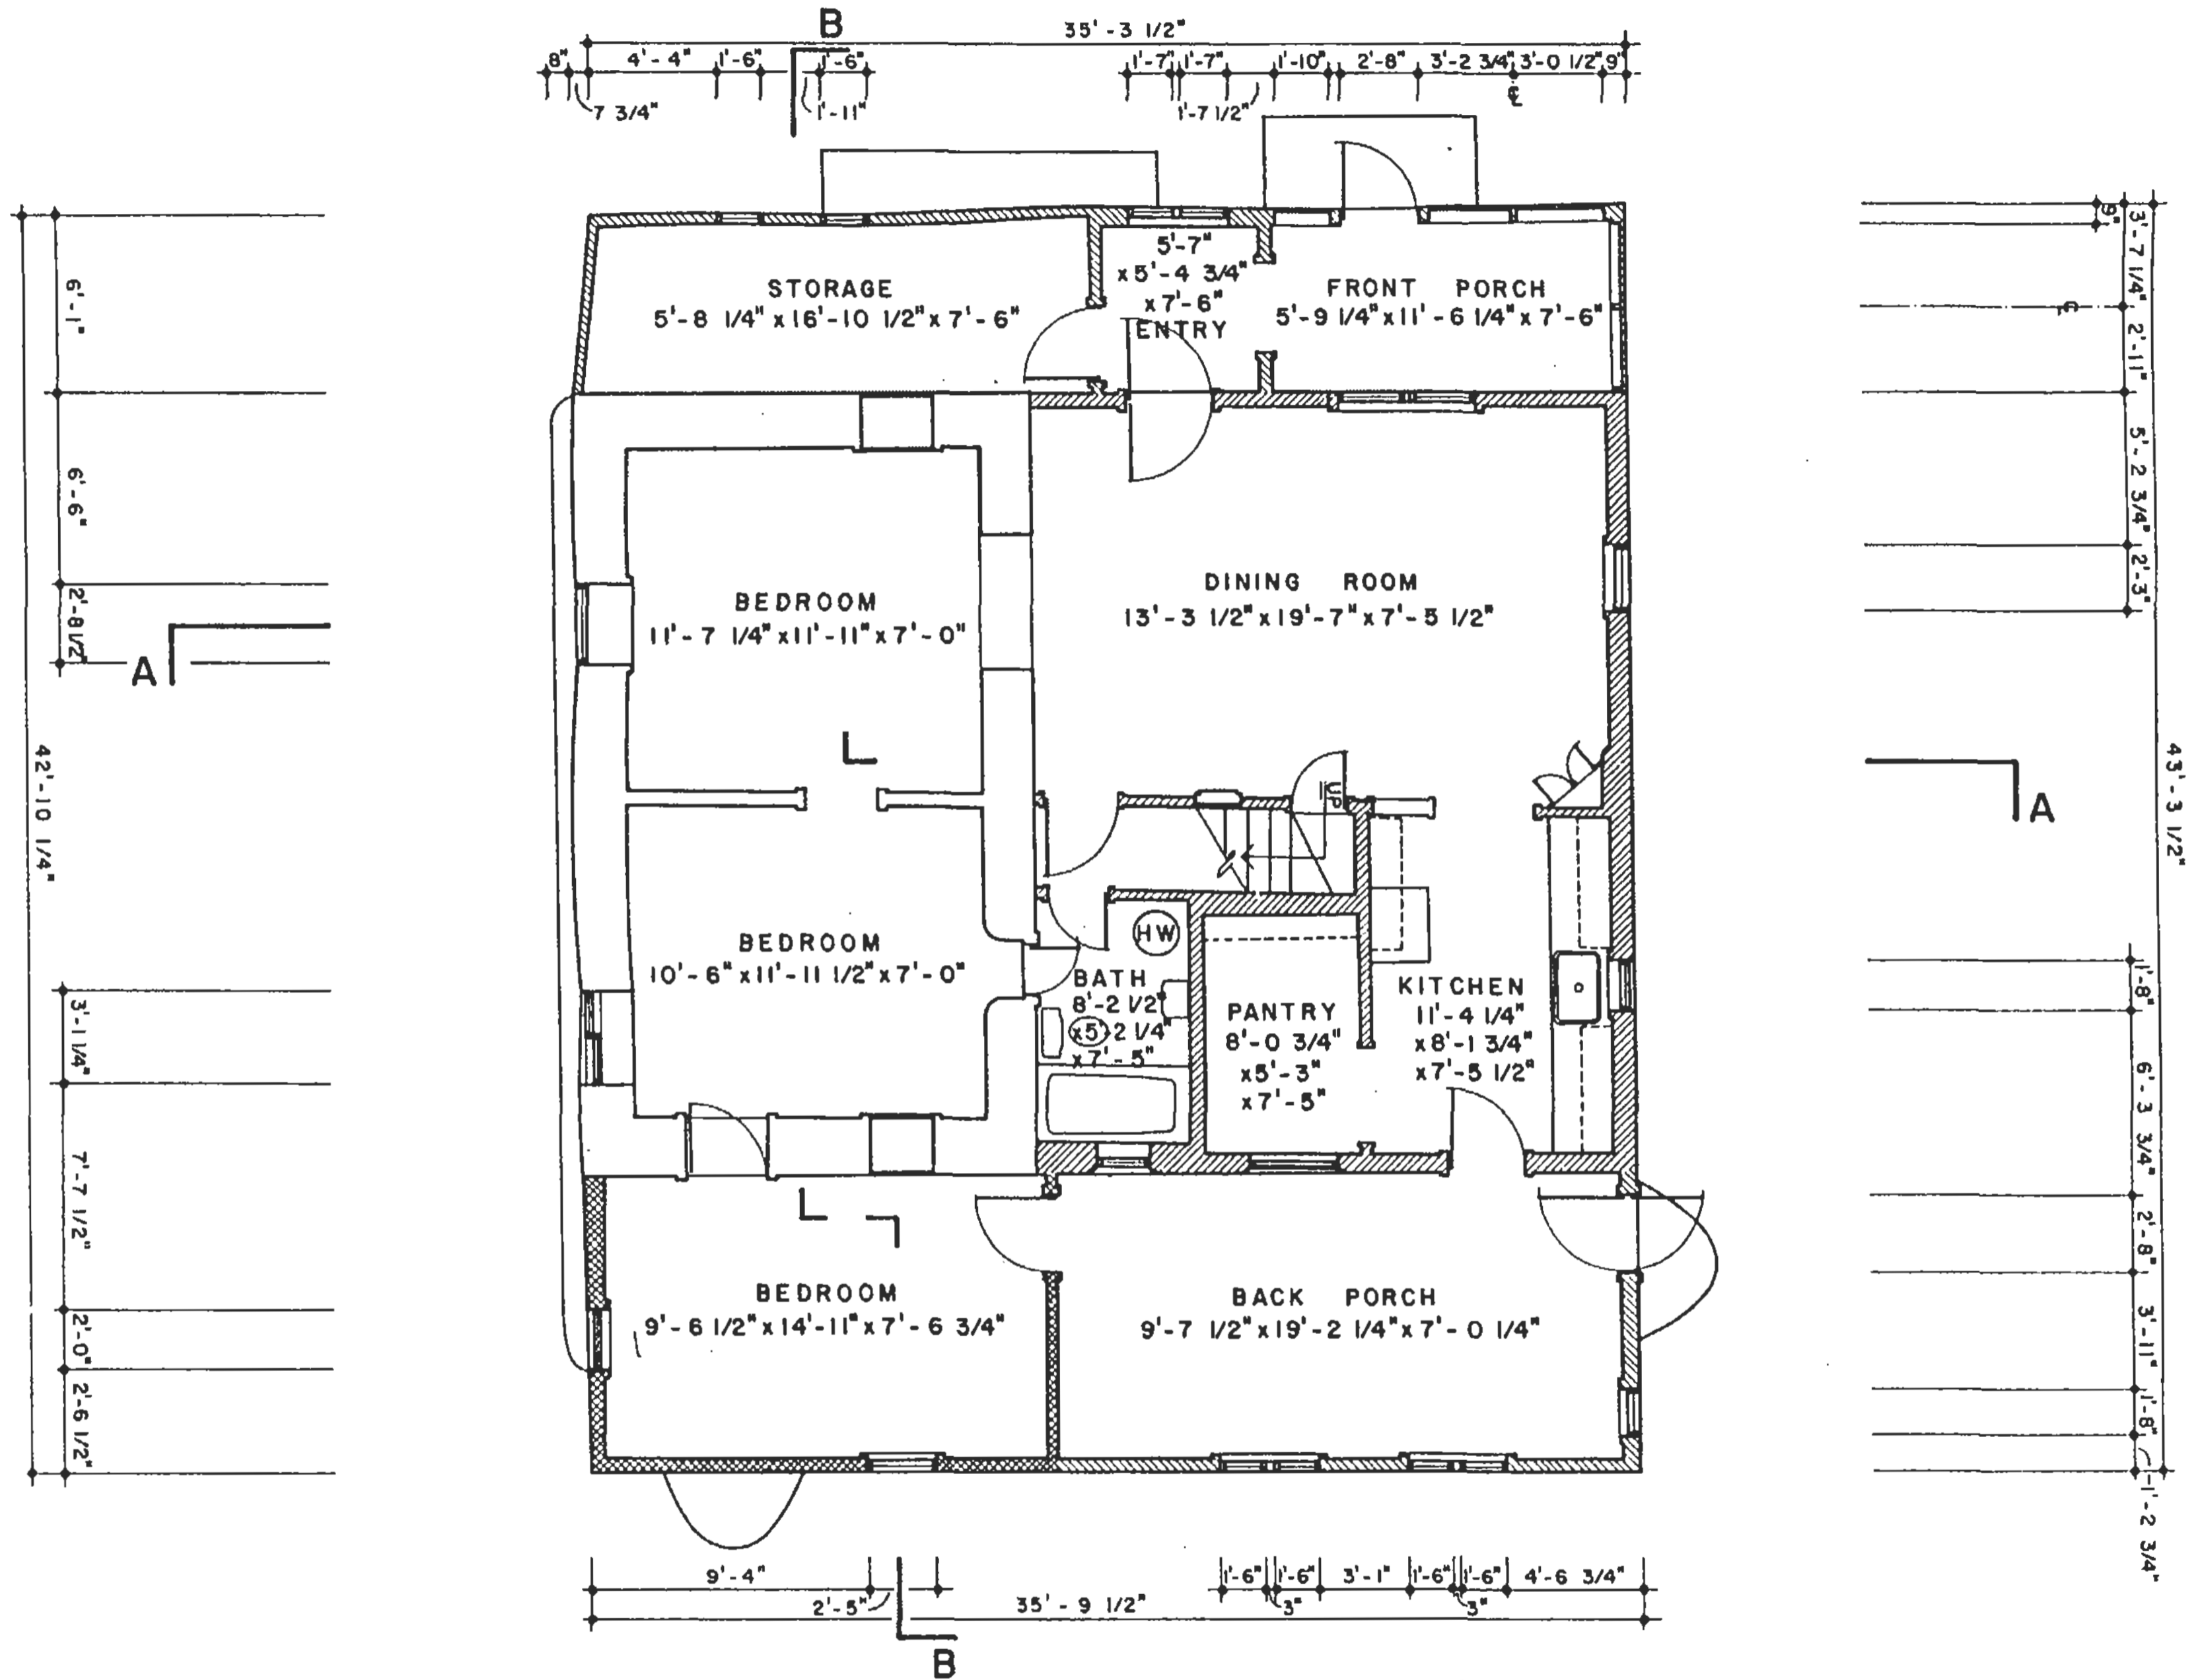 B
35'-3 1/2"
8" 4'-4" 1'-6" 1'-6" 1'-7" 1'-7" 1'-10" 2'-8" 3'-2 3/4" 3'-0 1/2" 9"
7 3/4" 1'-11" 1'-7 1/2" ℄
STORAGE
5'-8 1/4" x 16'-10 1/2" x 7'-6"
5'-7"
x 5'-4 3/4"
x 7'-6"
ENTRY
FRONT PORCH
5'-9 1/4" x 11'-6 1/4" x 7'-6"
BEDROOM
11'-7 1/4" x 11'-11" x 7'-0"
DINING ROOM
13'-3 1/2" x 19'-7" x 7'-5 1/2"
UP
BEDROOM
10'-6" x 11'-11 1/2" x 7'-0"
HW
BATH
8'-2 1/2"
x 5'-2 1/4"
x 7'-5"
PANTRY
8'-0 3/4"
x 5'-3"
x 7'-5"
KITCHEN
11'-4 1/4"
x 8'-1 3/4"
x 7'-5 1/2"
BEDROOM
9'-6 1/2" x 14'-11" x 7'-6 3/4"
BACK PORCH
9'-7 1/2" x 19'-2 1/4" x 7'-0 1/4"
6'-1"
6'-6"
2'-8 1/2"
A
42'-10 1/4"
3'-1 1/4"
7'-7 1/2"
2'-0"
2'-6 1/2"
9"
3'-7 1/4"
℄
2'-11"
5'-2 3/4"
2'-3"
A
43'-3 1/2"
1'-8"
6'-3 3/4"
2'-8"
3'-11"
1'-8"
1'-2 3/4"
9'-4" 1'-6" 1'-6" 3'-1" 1'-6" 1'-6" 4'-6 3/4"
2'-5" 35'-9 1/2" 3" 3"
B